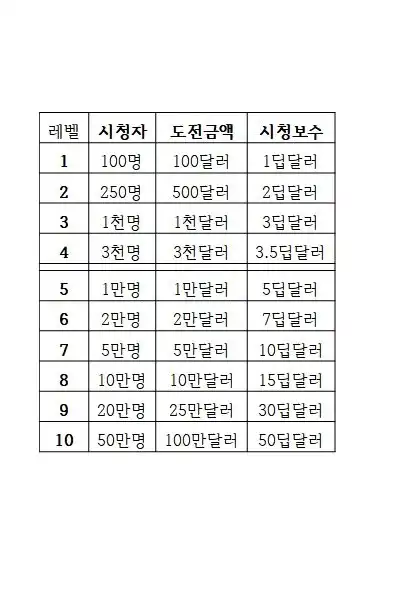 레벨 시청자 도전금액 시청보수
1 100명 100달러 1딥달러
2 250명 500달러 2딥달러
3 1천명 1천달러 3딥달러
4 3천명 3천달러 3.5딥달러
5 1만명 1만달러 5딥달러
6 2만명 2만달러 7딥달러
7 5만명 5만달러 10딥달러
8 10만명 10만달러 15딥달러
9 20만명 25만달러 30딥달러
10 50만명 100만달러 50딥달러